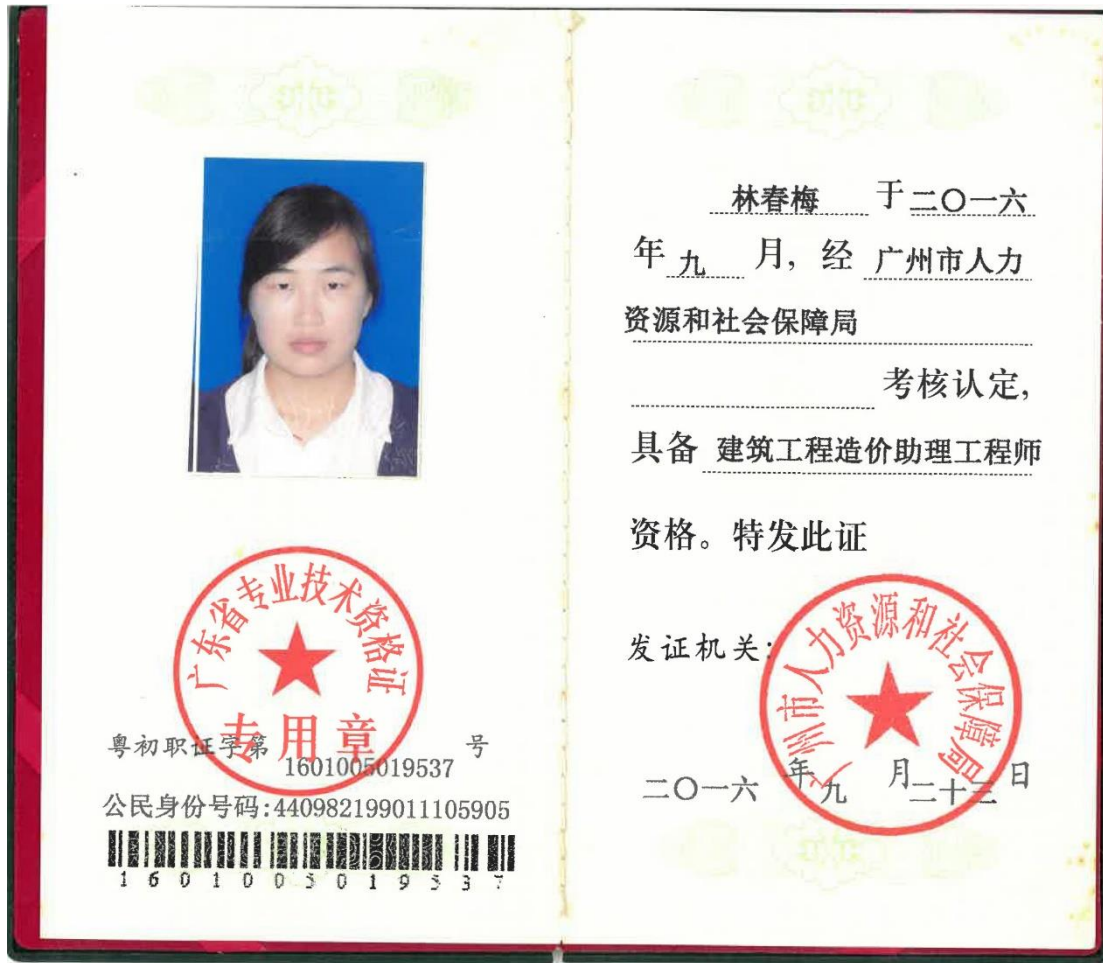 广东省专业技术资格证
专用章
粤初职证字第 1601005019537 号
公民身份号码:440982199011105905
1601005019537
林春梅 于二〇一六
年 九 月, 经 广州市人力
资源和社会保障局
考核认定,
具备 建筑工程造价助理工程师
资格。特发此证
发证机关:
广州市人力资源和社会保障局
二〇一六 年 九 月 二十三 日